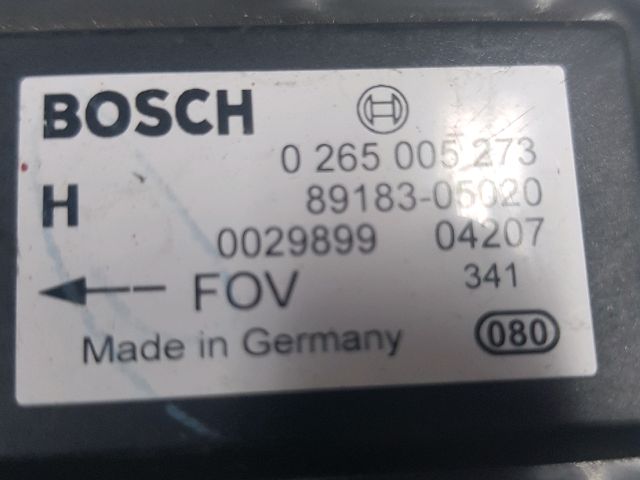 BOSCH
0 265 005 273
H 89183-05020
0029899 04207
FOV 341
Made in Germany 080